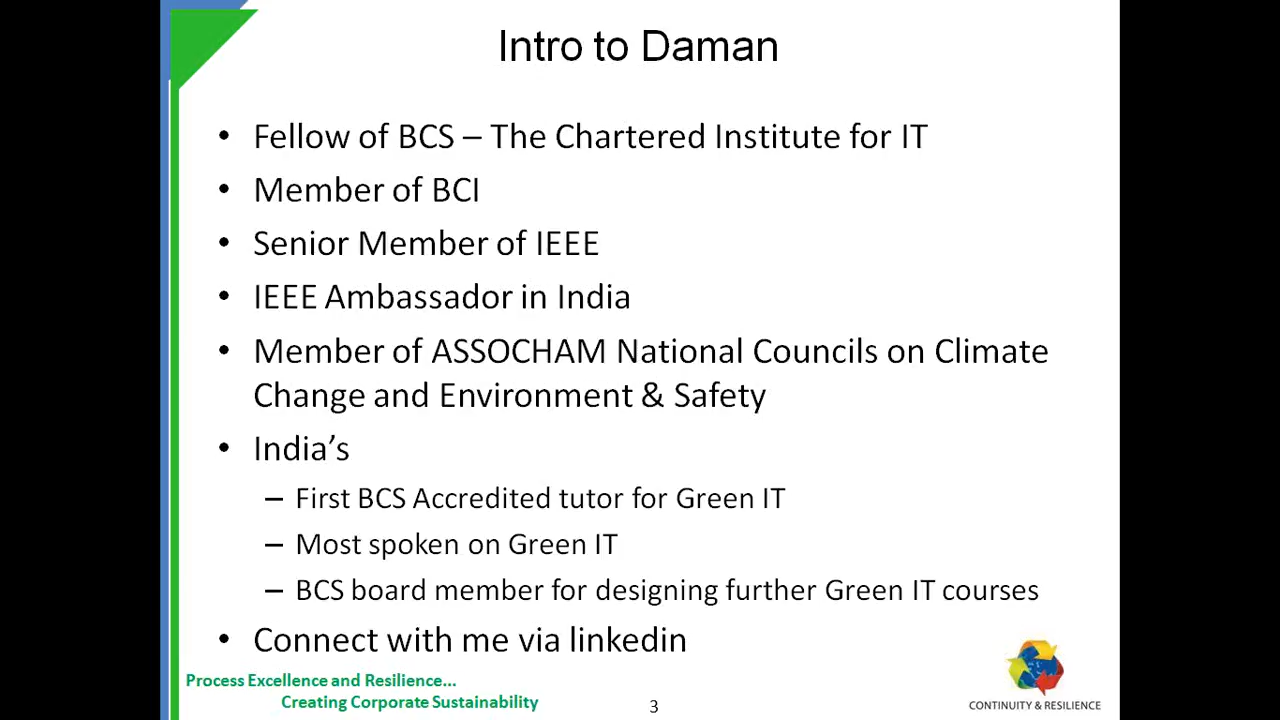 Intro to Daman
• Fellow of BCS – The Chartered Institute for IT
• Member of BCI
• Senior Member of IEEE
• IEEE Ambassador in India
• Member of ASSOCHAM National Councils on Climate
Change and Environment & Safety
• India’s
– First BCS Accredited tutor for Green IT
– Most spoken on Green IT
– BCS board member for designing further Green IT courses
• Connect with me via linkedin
Process Excellence and Resilience...
Creating Corporate Sustainability
3
CONTINUITY & RESILIENCE